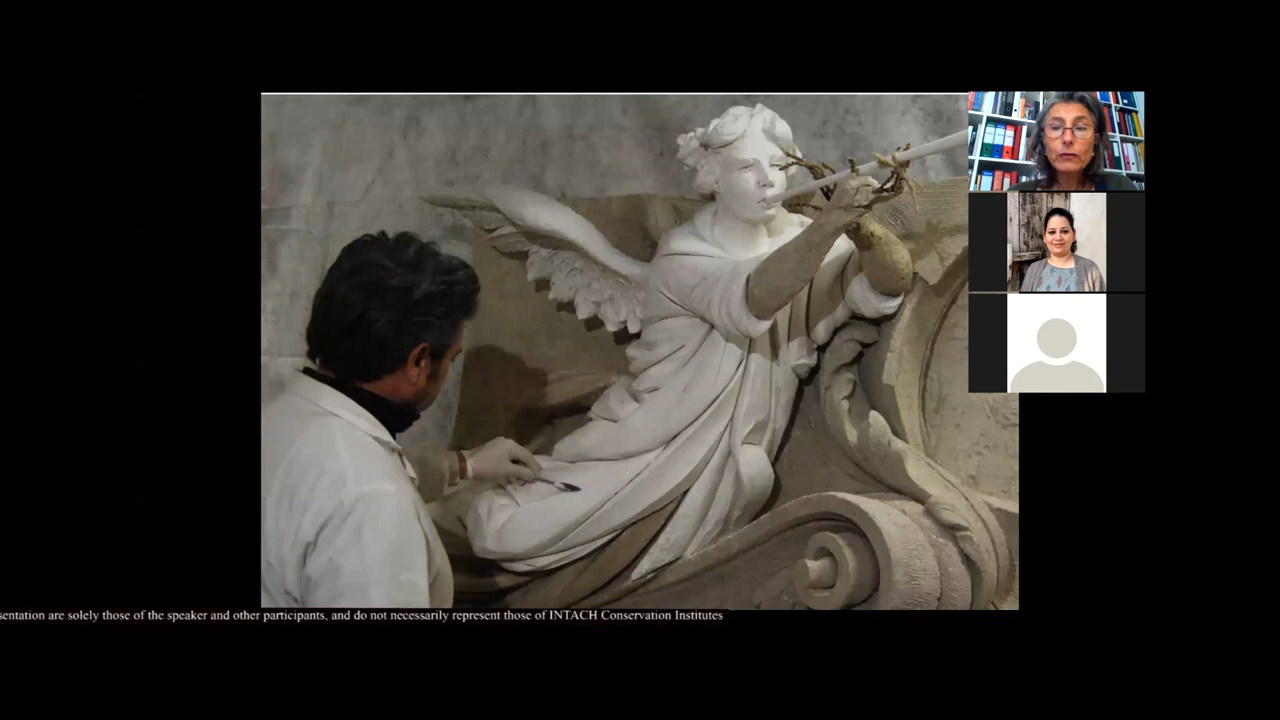 are solely those of the speaker and other participants, and do not necessarily represent those of INTACH Conservation Institutes